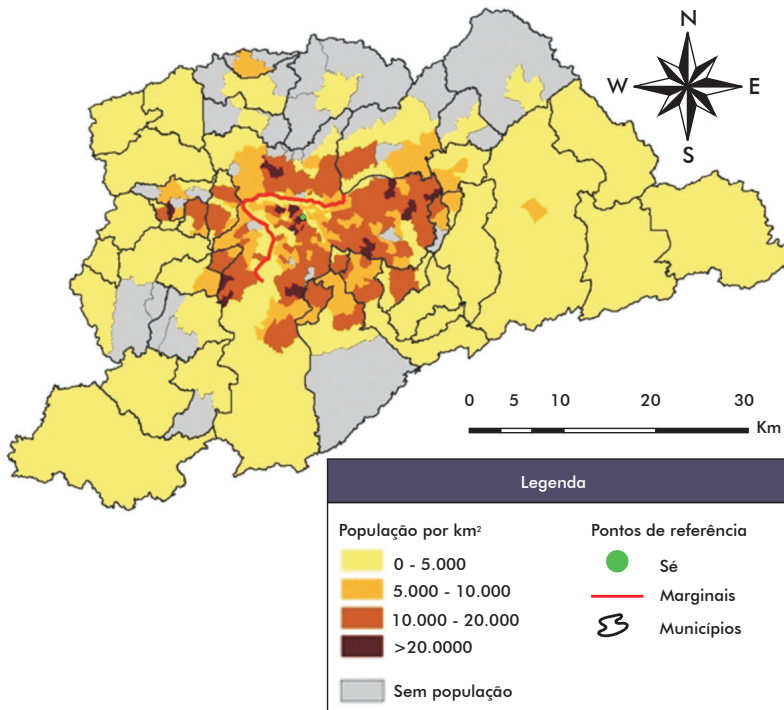 N
W E
S
0 5 10 20 30
Km
Legenda
População por km²
0 - 5.000
5.000 - 10.000
10.000 - 20.000
>20.0000
Sem população
Pontos de referência
Sé
Marginais
Municípios